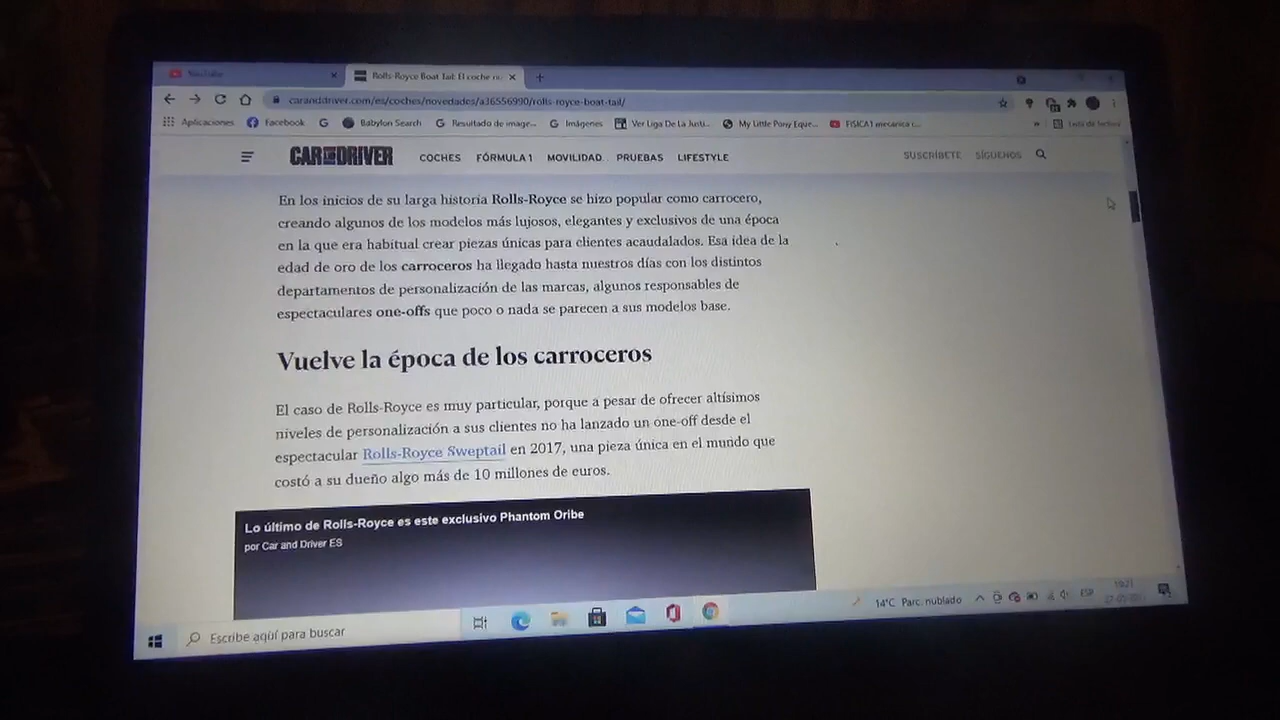 YouTube
Rolls-Royce Boat Tail: El coche
caranddriver.com/es/coches/novedades/a36556990/rolls-royce-boat-tail/
Aplicaciones Facebook Babylon Search Resultado de image... Imágenes Ver Liga De La Justi... My Little Pony Eque... FISICA 1 mecánica c... » Lista de lectura
CAR AND DRIVER COCHES FÓRMULA 1 MOVILIDAD PRUEBAS LIFESTYLE SUSCRÍBETE SÍGUENOS
En los inicios de su larga historia Rolls-Royce se hizo popular como carrocero,
creando algunos de los modelos más lujosos, elegantes y exclusivos de una época
en la que era habitual crear piezas únicas para clientes acaudalados. Esa idea de la
edad de oro de los carroceros ha llegado hasta nuestros días con los distintos
departamentos de personalización de las marcas, algunos responsables de
espectaculares one-offs que poco o nada se parecen a sus modelos base.
Vuelve la época de los carroceros
El caso de Rolls-Royce es muy particular, porque a pesar de ofrecer altísimos
niveles de personalización a sus clientes no ha lanzado un one-off desde el
espectacular Rolls-Royce Sweptail en 2017, una pieza única en el mundo que
costó a su dueño algo más de 10 millones de euros.
Lo último de Rolls-Royce es este exclusivo Phantom Oribe
por Car and Driver ES
14°C Parc. nublado ESP 19:21
Escribe aquí para buscar